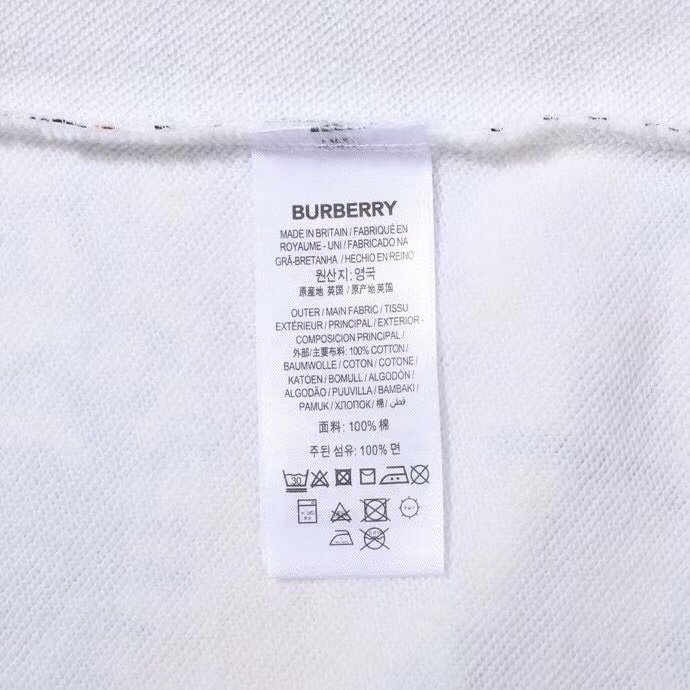 BURBERRY
MADE IN BRITAIN / FABRIQUÉ EN
ROYAUME - UNI / FABRICADO NA
GRÃ-BRETANHA / HECHO EN REINO
원산지: 영국
原産地 英国 / 原产地 英国
OUTER / MAIN FABRIC / TISSU
EXTÉRIEUR / PRINCIPAL / EXTERIOR -
COMPOSICION PRINCIPAL /
外部/主要布料: 100% COTTON /
BAUMWOLLE / COTON / COTONE /
KATOEN / BOMULL / ALGODÓN /
ALGODÃO / PUUVILLA / BAMBAKI /
PAMUK / ХЛОПОК / 棉 / قطن
面料: 100% 棉
주된 섬유: 100% 면
30